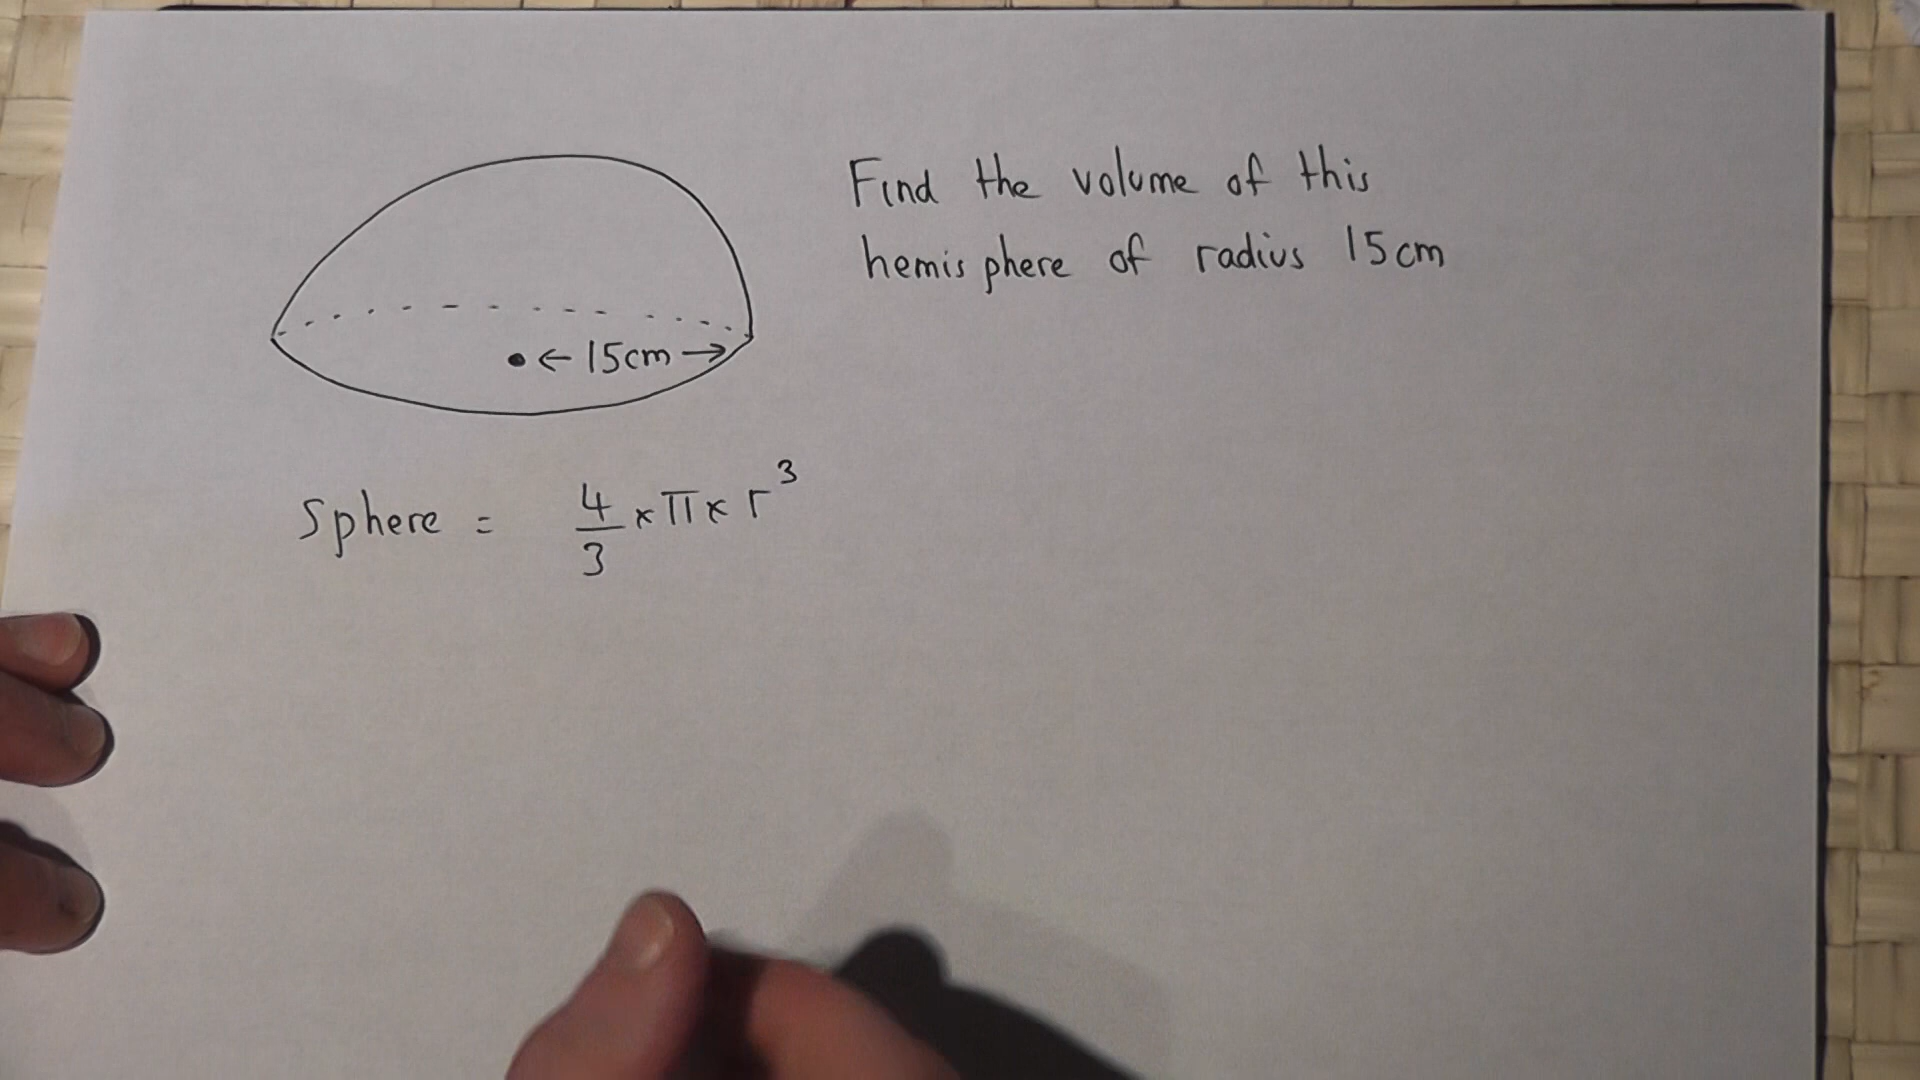 Find the volume of this
hemisphere of radius 15cm
• ← 15cm →
Sphere = 4/3 × π × r³